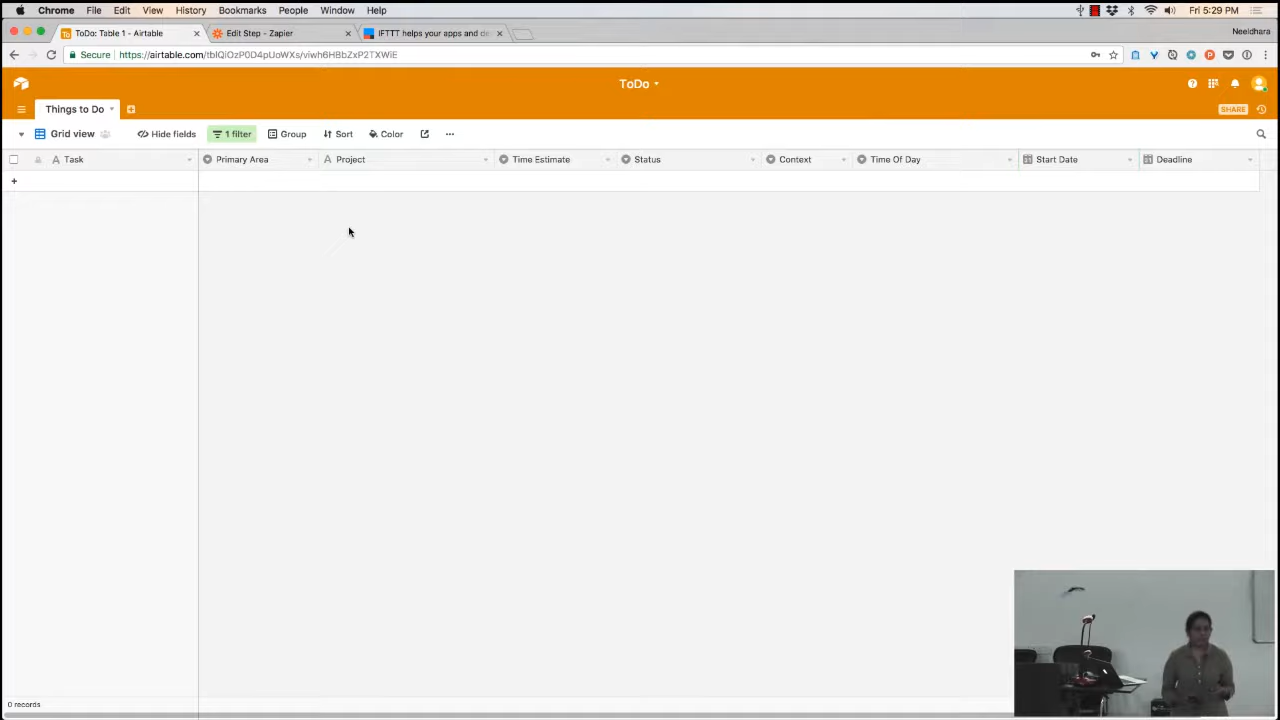 Chrome File Edit View History Bookmarks People Window Help Fri 5:29 PM
ToDo: Table 1 - Airtable Edit Step - Zapier IFTTT helps your apps and de Neeldhara
Secure https://airtable.com/tblQiOzP0D4pUoWXs/viwh6HBbZxP2TXWiE
ToDo
Things to Do SHARE
Grid view Hide fields 1 filter Group Sort Color
Task Primary Area Project Time Estimate Status Context Time Of Day Start Date Deadline
+
0 records